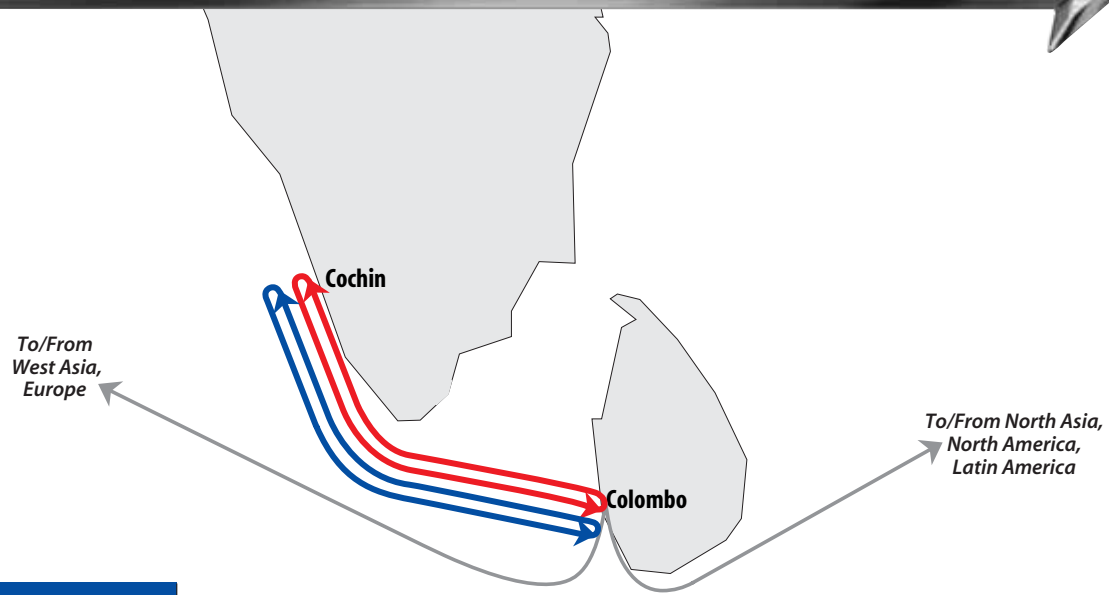 Cochin
To/From
West Asia,
Europe
To/From North Asia,
North America,
Latin America
Colombo